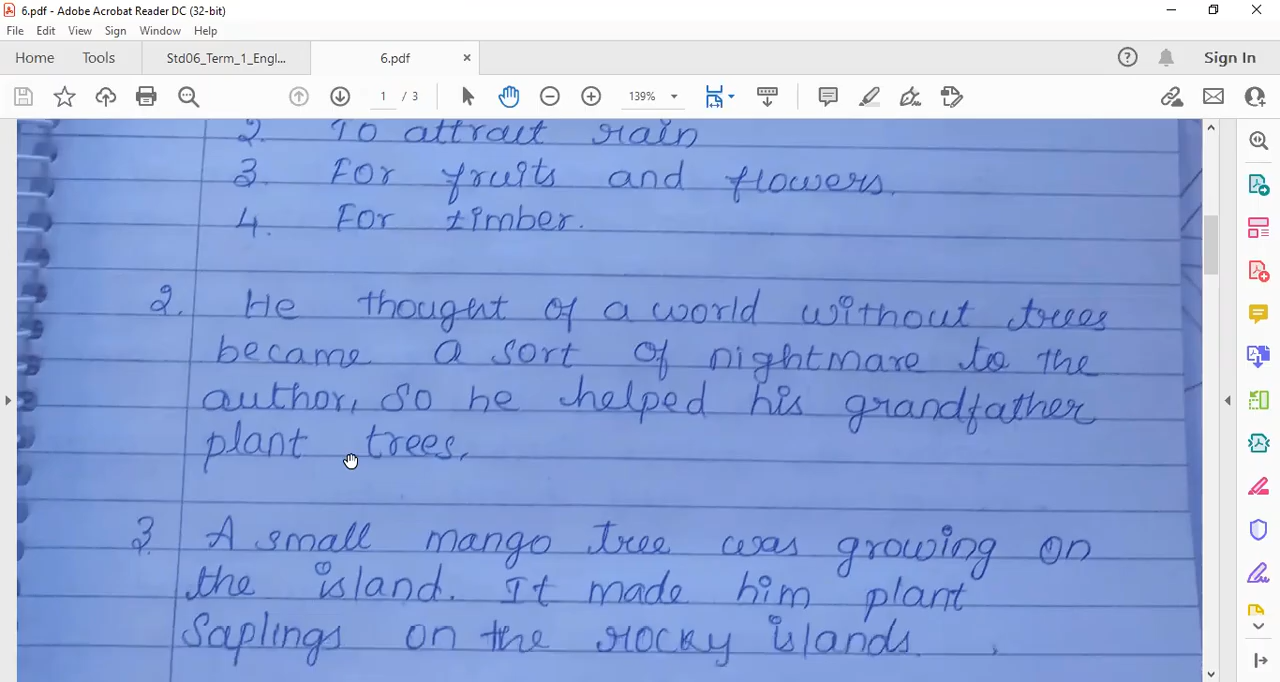 6.pdf - Adobe Acrobat Reader DC (32-bit)
File Edit View Sign Window Help
Home Tools Std06_Term_1_Engl... 6.pdf × Sign In
1 / 3 139%
2. To attract rain
3. For fruits and flowers.
4. For timber.
2. He thought of a world without trees
became a sort of nightmare to the
author, so he helped his grandfather
plant trees.
3. A small mango tree was growing on
the island. It made him plant
Saplings on the rocky islands.